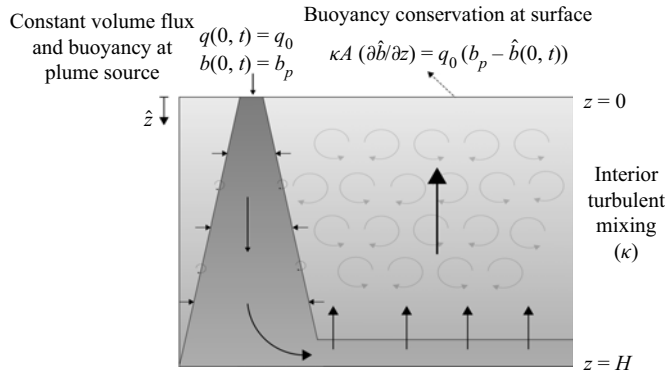 Constant volume flux
and buoyancy at
plume source
q(0, t) = q₀
b(0, t) = bₚ
Buoyancy conservation at surface
κA (∂b̂/∂z) = q₀ (bₚ – b̂(0, t))
ẑ
z = 0
Interior
turbulent
mixing
(κ)
z = H